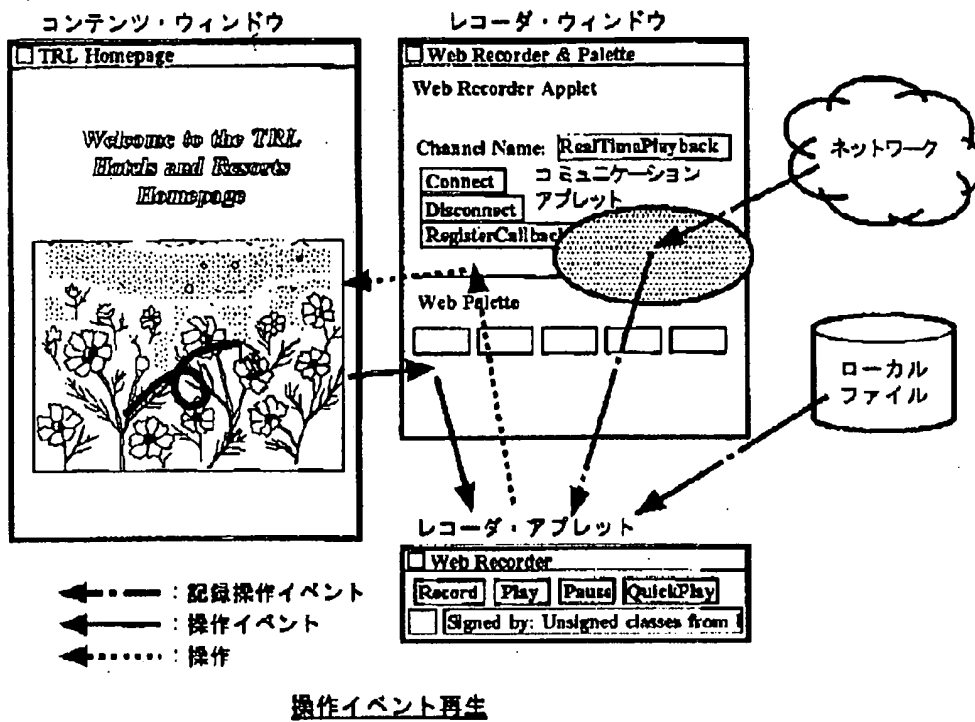 コンテンツ・ウィンドウ
TRL Homepage
Welcome to the TRL
Hotels and Resorts
Homepage
レコーダ・ウィンドウ
Web Recorder & Palette
Web Recorder Applet
Channel Name: RealTimePlayback
Connect
Disconnect
RegisterCallback
コミュニケーション
アプレット
Web Palette
ネットワーク
ローカル
ファイル
レコーダ・アプレット
Web Recorder
Record Play Pause QuickPlay
Signed by: Unsigned classes from l
:記録操作イベント
:操作イベント
:操作
操作イベント再生